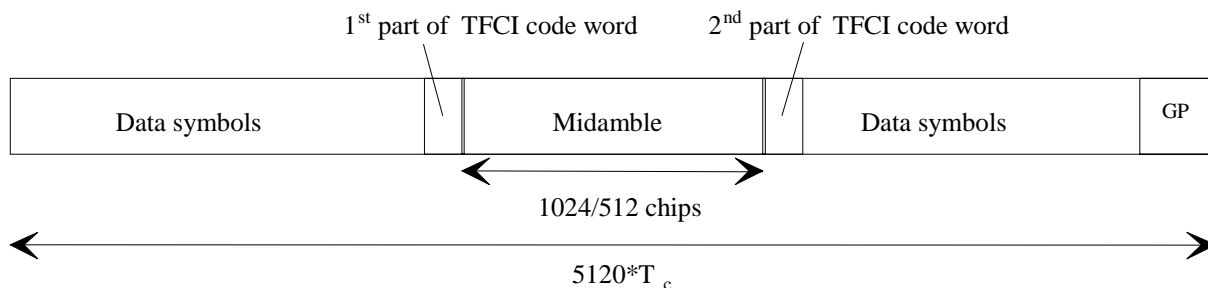 1st part of TFCI code word
2nd part of TFCI code word
Data symbols
Midamble
Data symbols
GP
1024/512 chips
5120*Tc